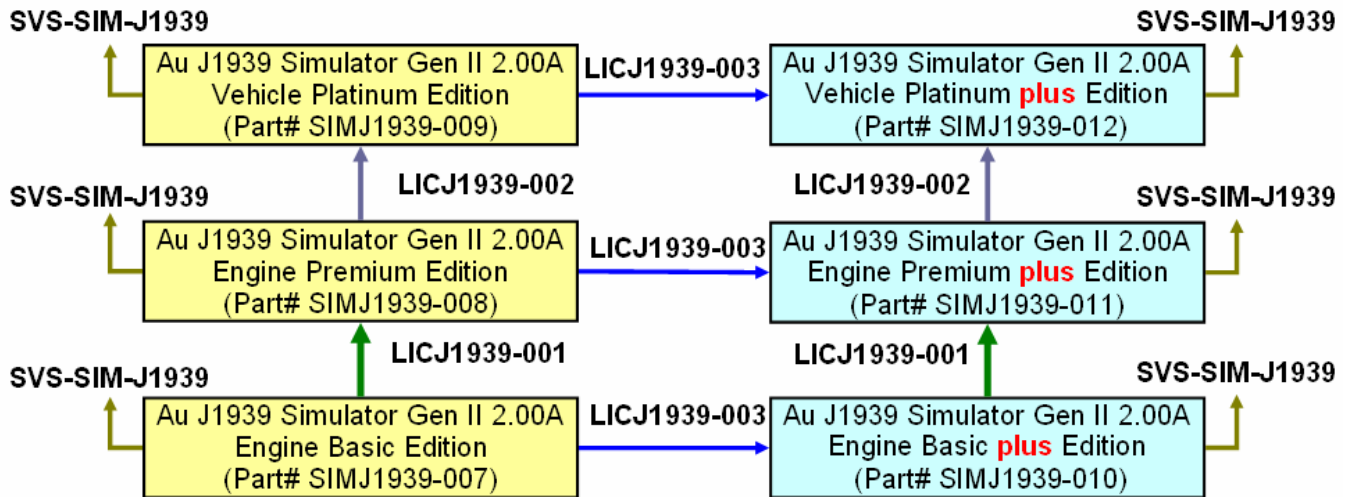 SVS-SIM-J1939
SVS-SIM-J1939
Au J1939 Simulator Gen II 2.00A
Vehicle Platinum Edition
(Part# SIMJ1939-009)
LICJ1939-003
Au J1939 Simulator Gen II 2.00A
Vehicle Platinum plus Edition
(Part# SIMJ1939-012)
LICJ1939-002
LICJ1939-002
SVS-SIM-J1939
SVS-SIM-J1939
Au J1939 Simulator Gen II 2.00A
Engine Premium Edition
(Part# SIMJ1939-008)
LICJ1939-003
Au J1939 Simulator Gen II 2.00A
Engine Premium plus Edition
(Part# SIMJ1939-011)
LICJ1939-001
LICJ1939-001
SVS-SIM-J1939
SVS-SIM-J1939
Au J1939 Simulator Gen II 2.00A
Engine Basic Edition
(Part# SIMJ1939-007)
LICJ1939-003
Au J1939 Simulator Gen II 2.00A
Engine Basic plus Edition
(Part# SIMJ1939-010)